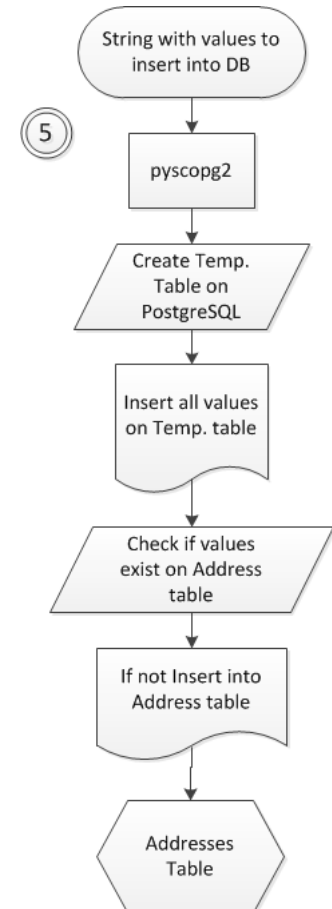 String with values to
insert into DB
5
pyscopg2
Create Temp.
Table on
PostgreSQL
Insert all values
on Temp. table
Check if values
exist on Address
table
If not Insert into
Address table
Addresses
Table